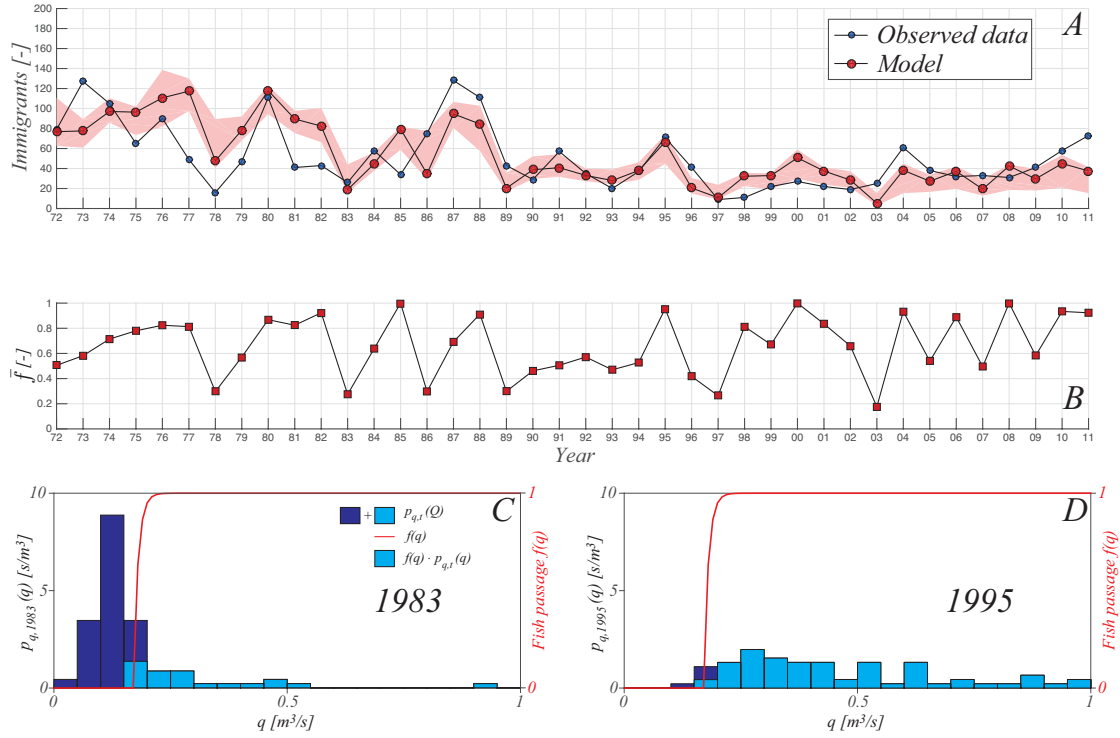 A
Immigrants [-]
200
180
160
140
120
100
80
60
40
20
0
Observed data
Model
72 73 74 75 76 77 78 79 80 81 82 83 84 85 86 87 88 89 90 91 92 93 94 95 96 97 98 99 00 01 02 03 04 05 06 07 08 09 10 11
B
f̅ [-]
1
0.8
0.6
0.4
0.2
0
72 73 74 75 76 77 78 79 80 81 82 83 84 85 86 87 88 89 90 91 92 93 94 95 96 97 98 99 00 01 02 03 04 05 06 07 08 09 10 11
Year
C
p_{q,1983}(q) [s/m³]
10
5
0
+ p_{q,t}(Q)
f(q)
f(q) · p_{q,t}(q)
1983
1
0
Fish passage f(q)
0 0.5 1
q [m³/s]
D
p_{q,1995}(q) [s/m³]
10
5
0
1995
1
0
Fish passage f(q)
0 0.5 1
q [m³/s]